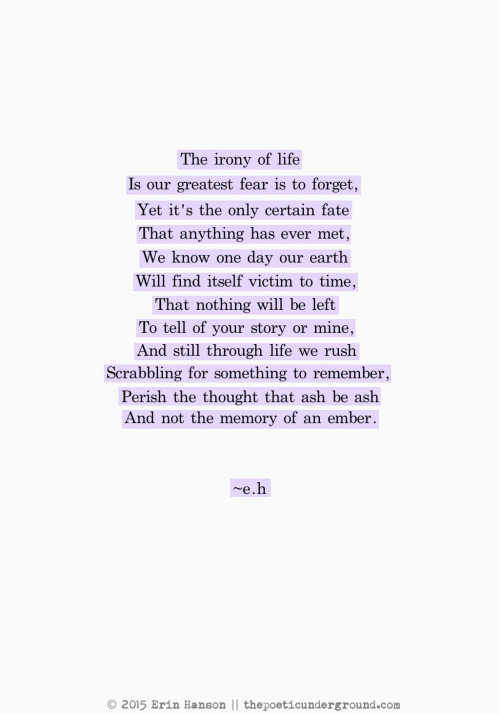 The irony of life
Is our greatest fear is to forget,
Yet it's the only certain fate
That anything has ever met,
We know one day our earth
Will find itself victim to time,
That nothing will be left
To tell of your story or mine,
And still through life we rush
Scrabbling for something to remember,
Perish the thought that ash be ash
And not the memory of an ember.
~e.h
© 2015 Erin Hanson || thepoeticunderground.com